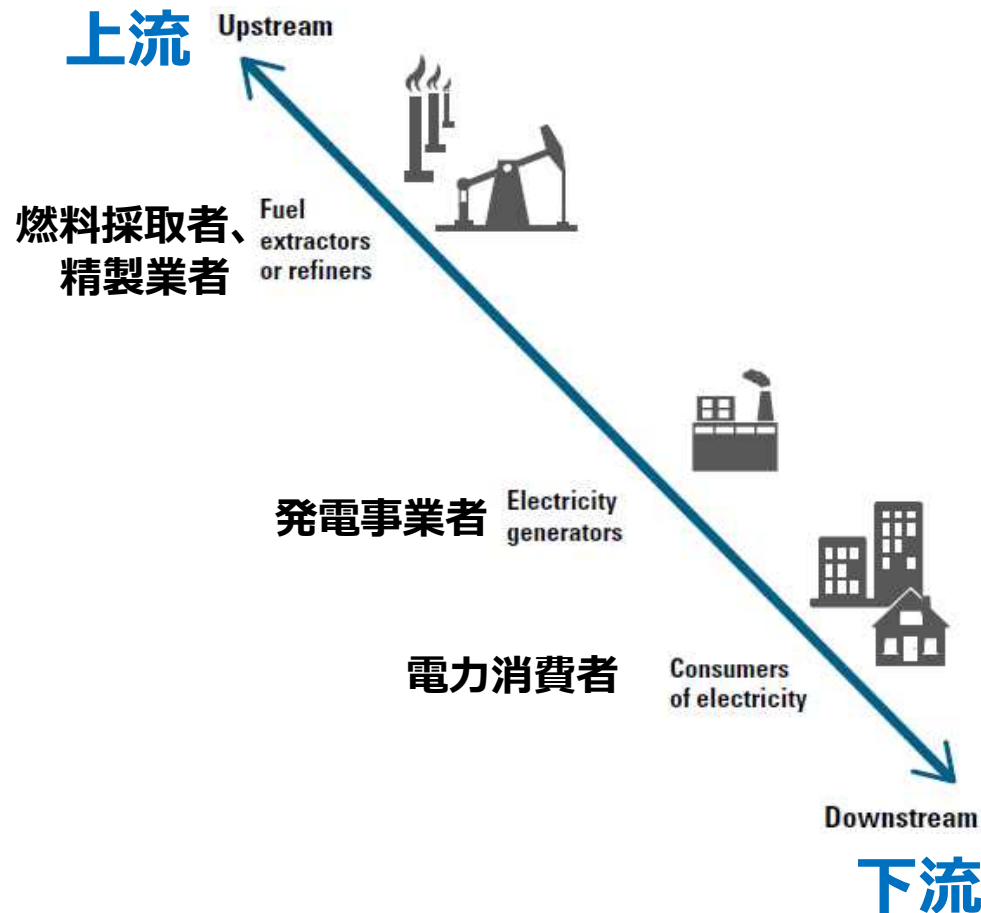 上流
Upstream
燃料採取者、
精製業者
Fuel
extractors
or refiners
発電事業者
Electricity
generators
電力消費者
Consumers
of electricity
Downstream
下流